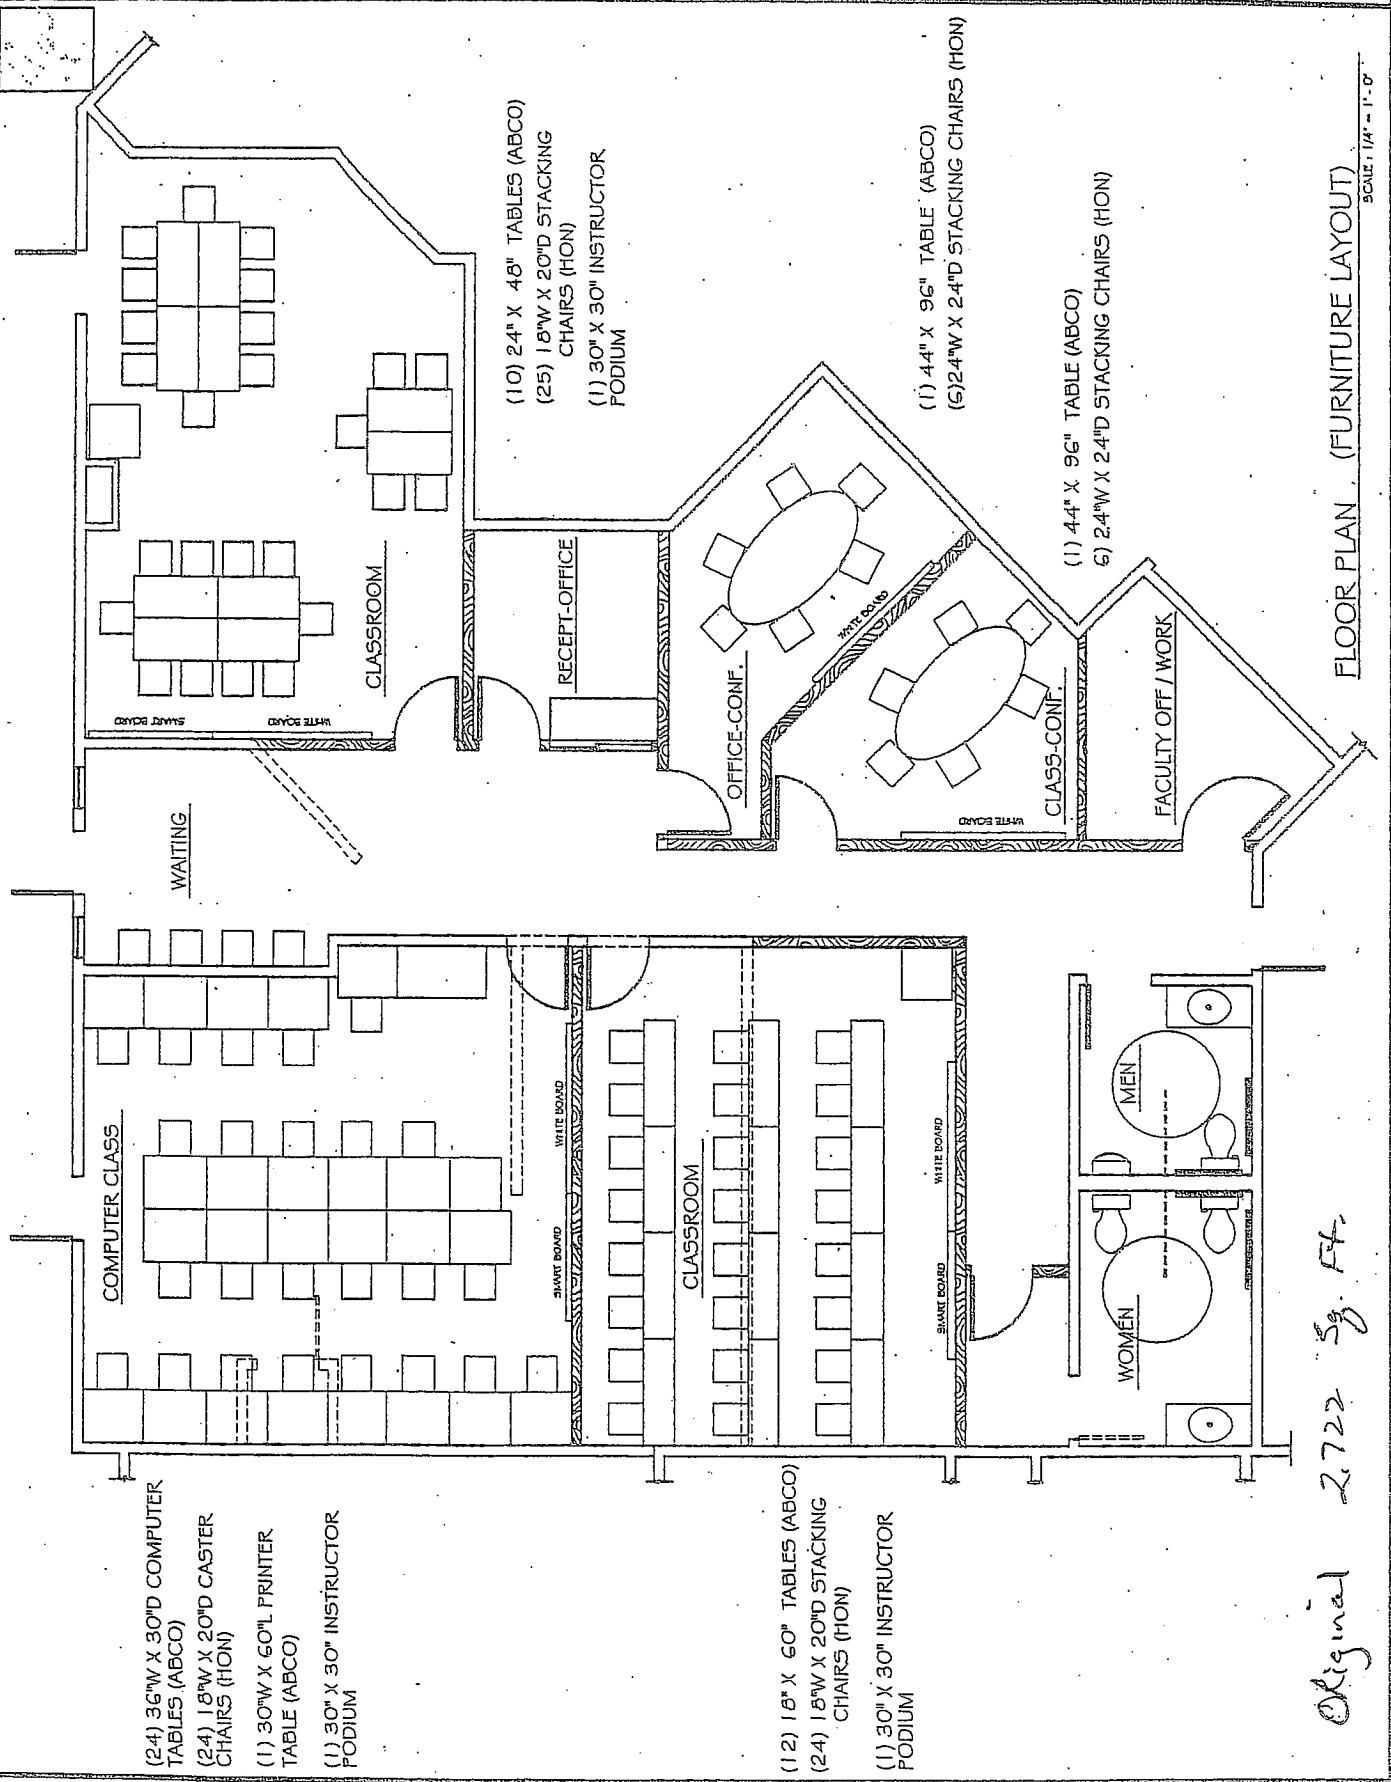 (24) 36"W X 30"D COMPUTER
TABLES (ABCO)
(24) 18"W X 20"D CASTER
CHAIRS (HON)
(1) 30"W X 60"L PRINTER
TABLE (ABCO)
(1) 30" X 30" INSTRUCTOR
PODIUM
COMPUTER CLASS
SMART BOARD
WHITE BOARD
WAITING
SMART BOARD
WHITE BOARD
CLASSROOM
(10) 24" X 48" TABLES (ABCO)
(25) 18"W X 20"D STACKING
CHAIRS (HON)
(1) 30" X 30" INSTRUCTOR
PODIUM
RECEPT-OFFICE
(12) 18" X 60" TABLES (ABCO)
(24) 18"W X 20"D STACKING
CHAIRS (HON)
(1) 30" X 30" INSTRUCTOR
PODIUM
CLASSROOM
SMART BOARD
WHITE BOARD
OFFICE-CONF.
WHITE BOARD
(1) 44" X 96" TABLE (ABCO)
(6)24"W X 24"D STACKING CHAIRS (HON)
WHITE BOARD
CLASS-CONF.
(1) 44" X 96" TABLE (ABCO)
6) 24"W X 24"D STACKING CHAIRS (HON)
FACULTY OFF / WORK
WOMEN
MEN
Original 2,722 Sq. Ft.
FLOOR PLAN . (FURNITURE LAYOUT)
SCALE : 1/4" = 1'-0"